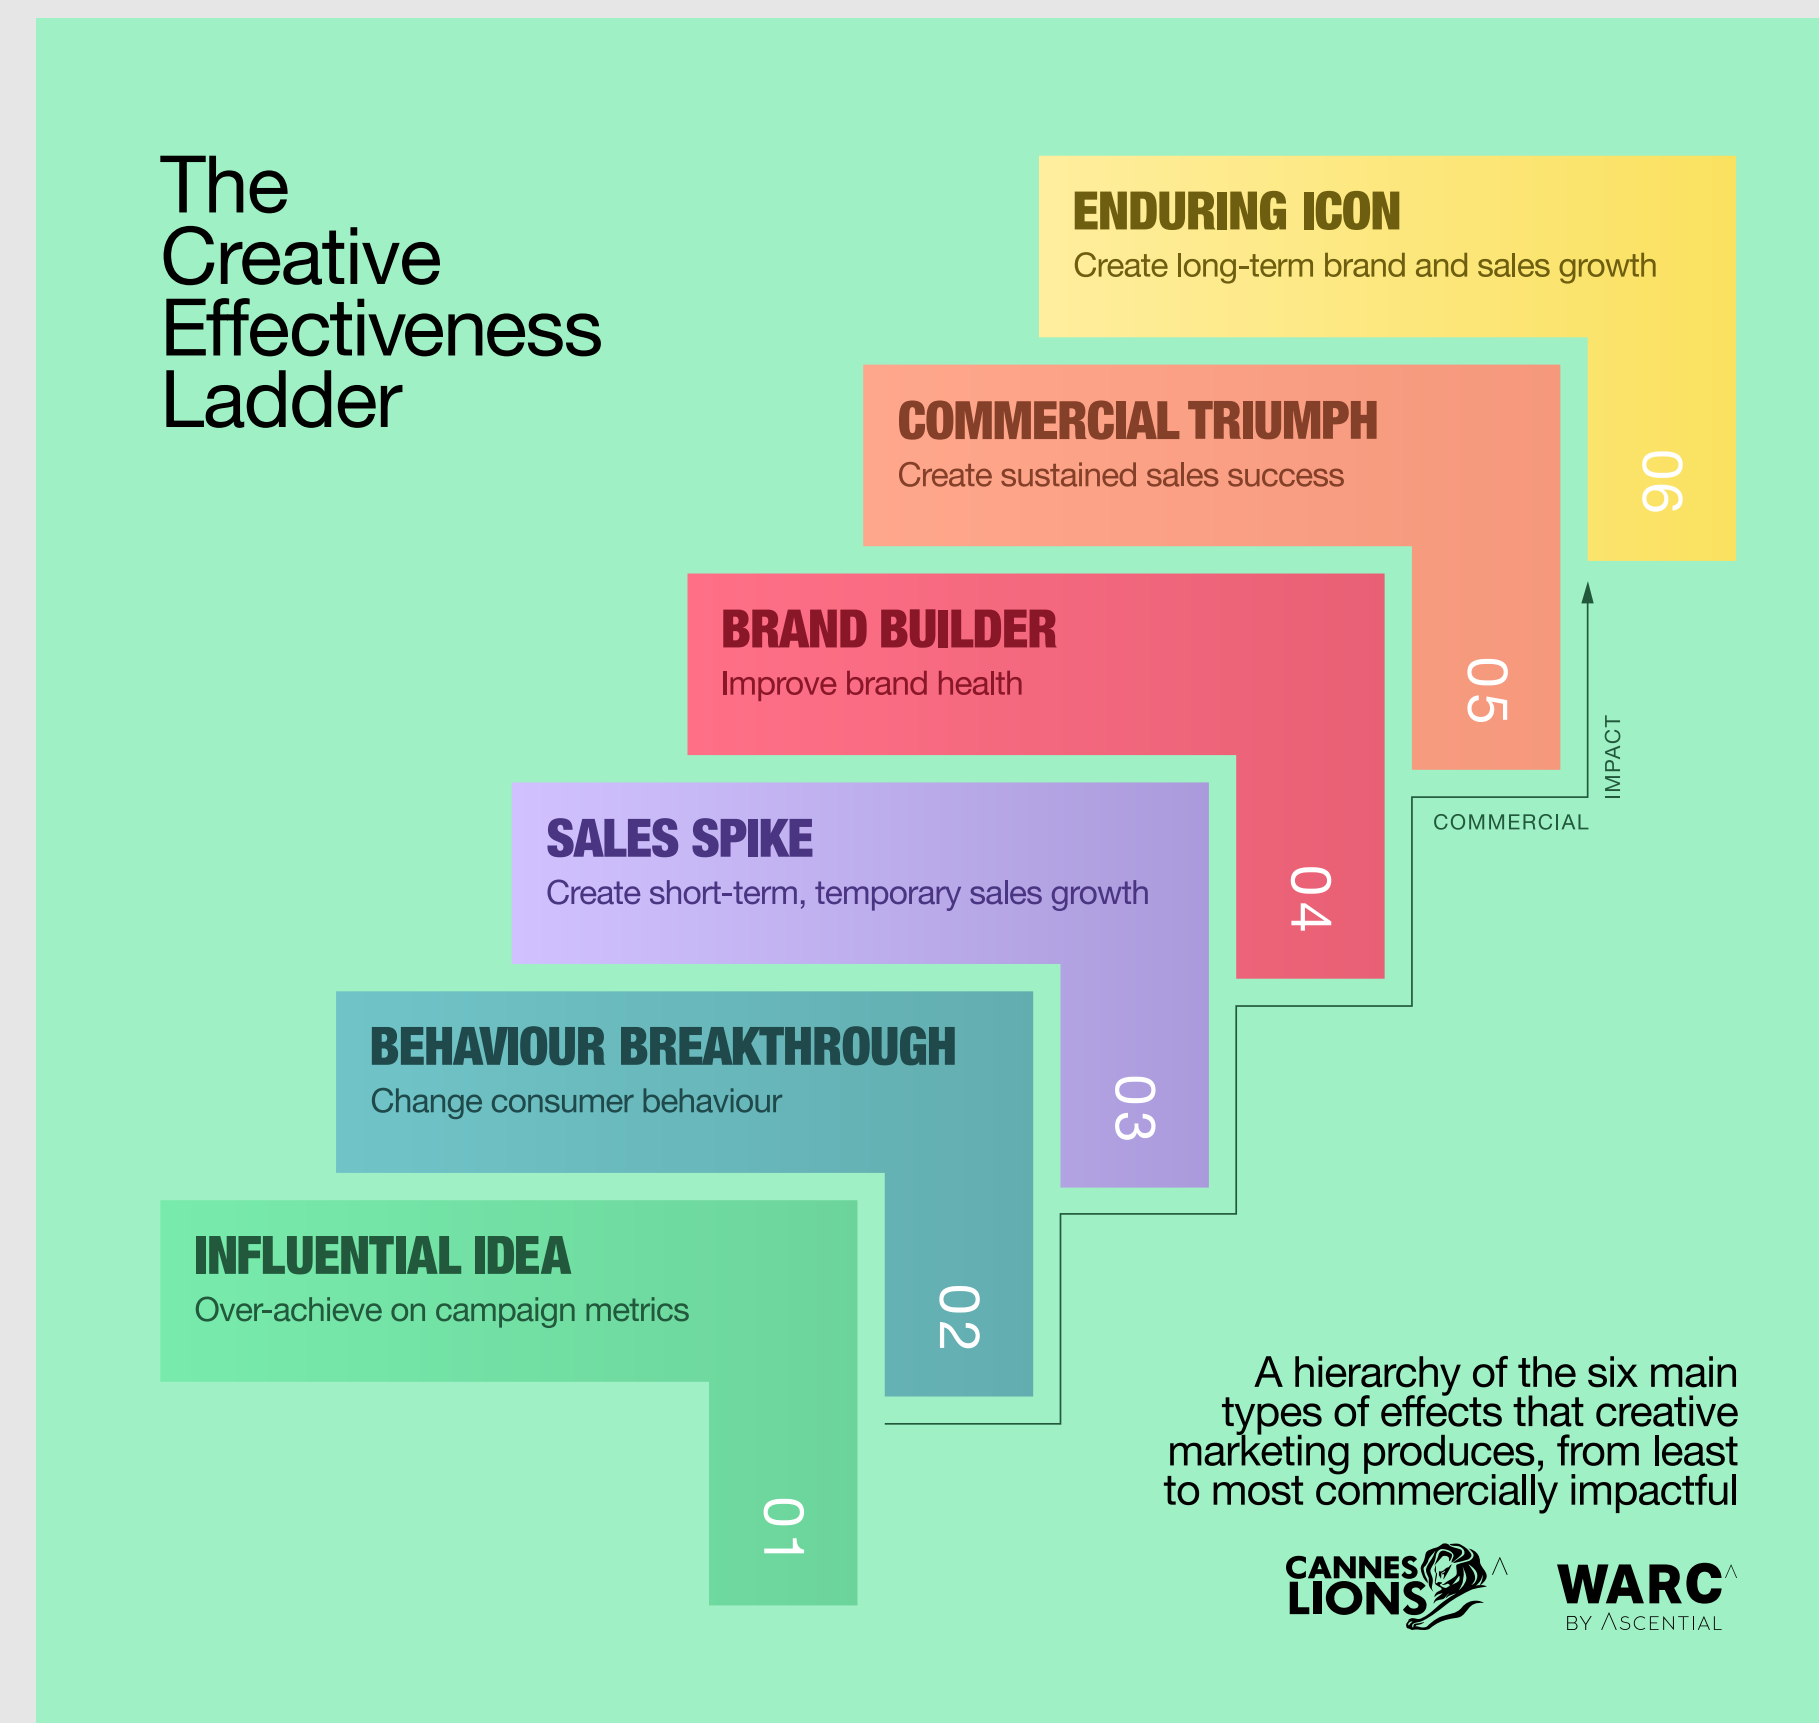 The
Creative
Effectiveness
Ladder
ENDURING ICON
Create long-term brand and sales growth
06
COMMERCIAL TRIUMPH
Create sustained sales success
05
BRAND BUILDER
Improve brand health
04
SALES SPIKE
Create short-term, temporary sales growth
03
BEHAVIOUR BREAKTHROUGH
Change consumer behaviour
02
INFLUENTIAL IDEA
Over-achieve on campaign metrics
01
COMMERCIAL
IMPACT
A hierarchy of the six main
types of effects that creative
marketing produces, from least
to most commercially impactful
CANNES
LIONS
WARC
BY ASCENTIAL